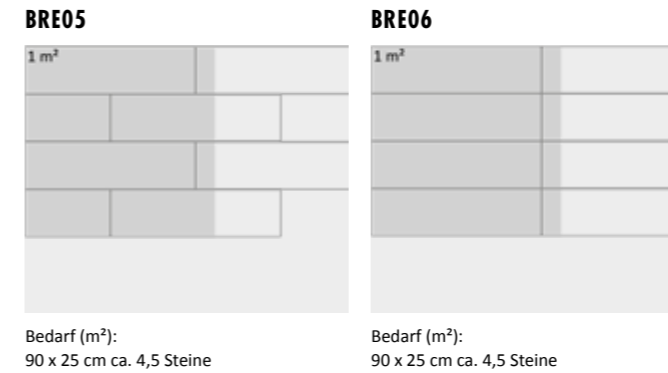 BRE05
1 m²
Bedarf (m²):
90 x 25 cm ca. 4,5 Steine
BRE06
1 m²
Bedarf (m²):
90 x 25 cm ca. 4,5 Steine